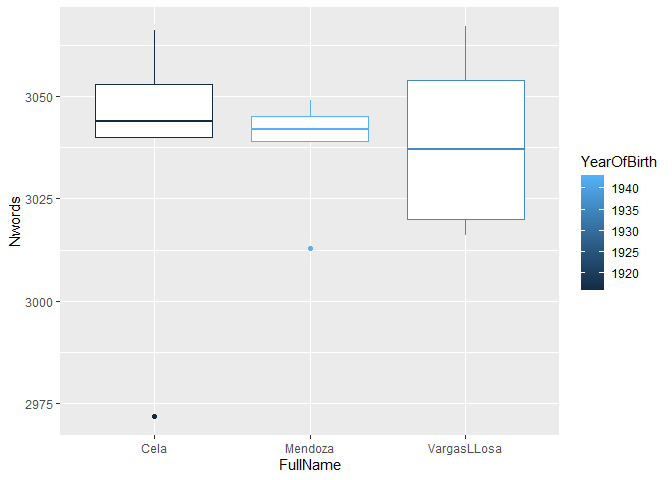 3050
3025
3000
2975
Nwords
Cela
Mendoza
VargasLLosa
FullName
YearOfBirth
1940
1935
1930
1925
1920